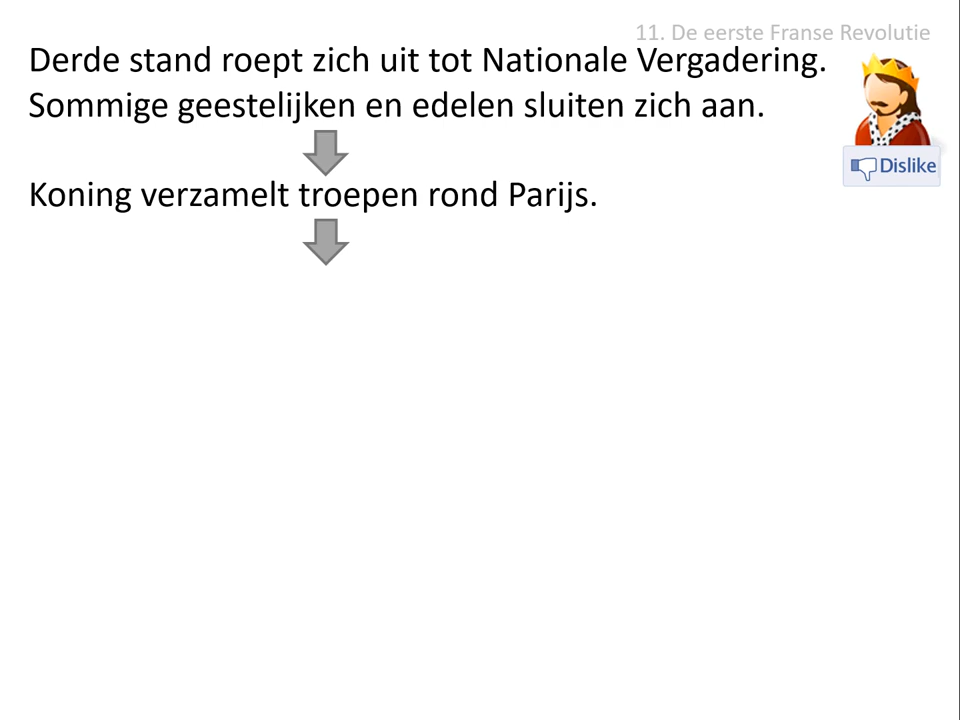 11. De eerste Franse Revolutie
Derde stand roept zich uit tot Nationale Vergadering.
Sommige geestelijken en edelen sluiten zich aan.
Dislike
Koning verzamelt troepen rond Parijs.